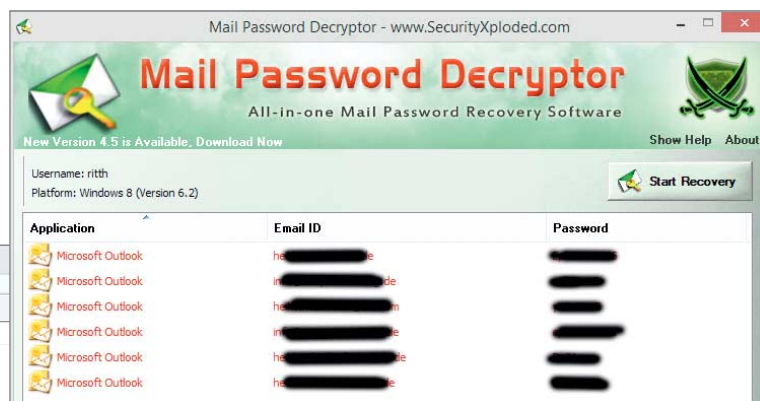 Mail Password Decryptor - www.SecurityXploded.com
Mail Password Decryptor
All-in-one Mail Password Recovery Software
New Version 4.5 is Available, Download Now
Show Help About
Username: ritth
Platform: Windows 8 (Version 6.2)
Start Recovery
Application Email ID Password
Microsoft Outlook
Microsoft Outlook
Microsoft Outlook
Microsoft Outlook
Microsoft Outlook
Microsoft Outlook